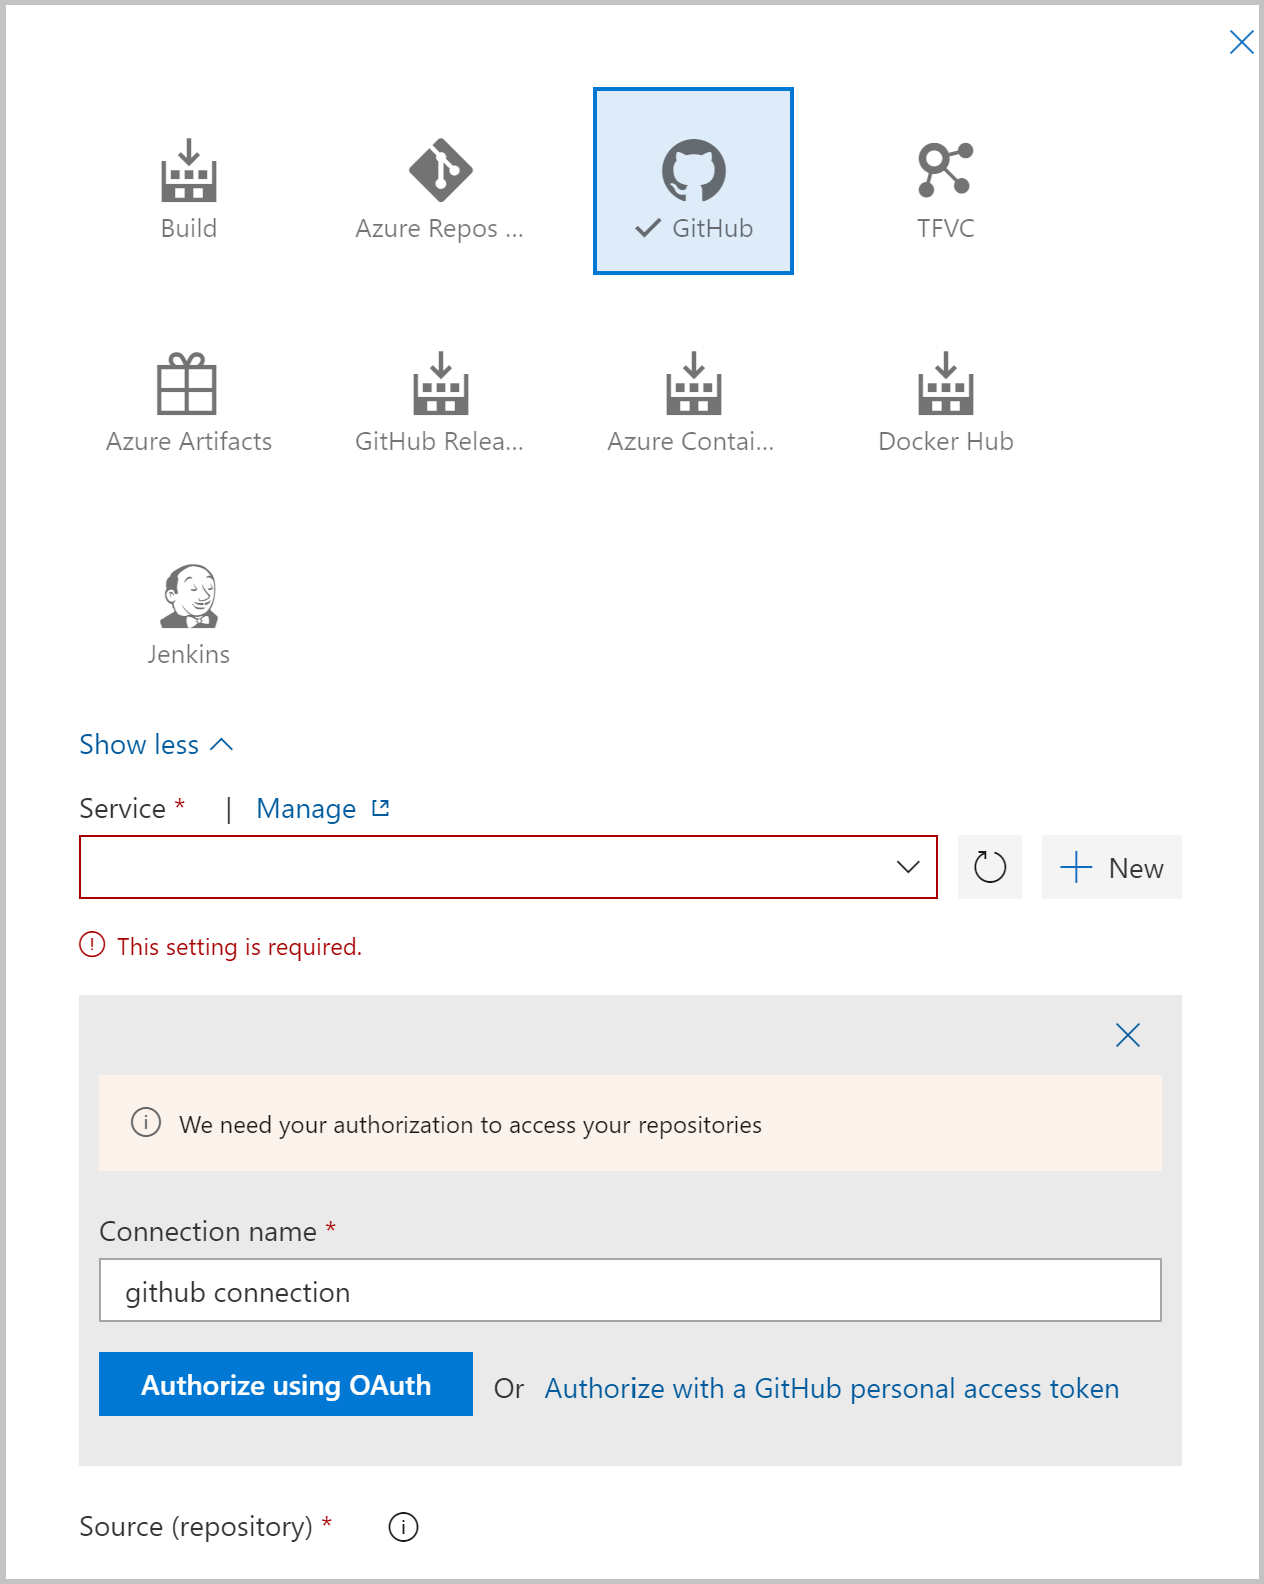 Build
Azure Repos ...
GitHub
TFVC
Azure Artifacts
GitHub Relea...
Azure Contai...
Docker Hub
Jenkins
Show less
Service * | Manage
New
This setting is required.
We need your authorization to access your repositories
Connection name *
github connection
Authorize using OAuth Or Authorize with a GitHub personal access token
Source (repository) *